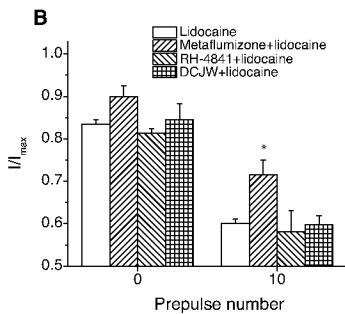 B
Lidocaine
Metaflumizone+lidocaine
RH-4841+lidocaine
DCJW+lidocaine
1.0
0.9
0.8
0.7
0.6
0.5
I/Imax
*
0 10
Prepulse number